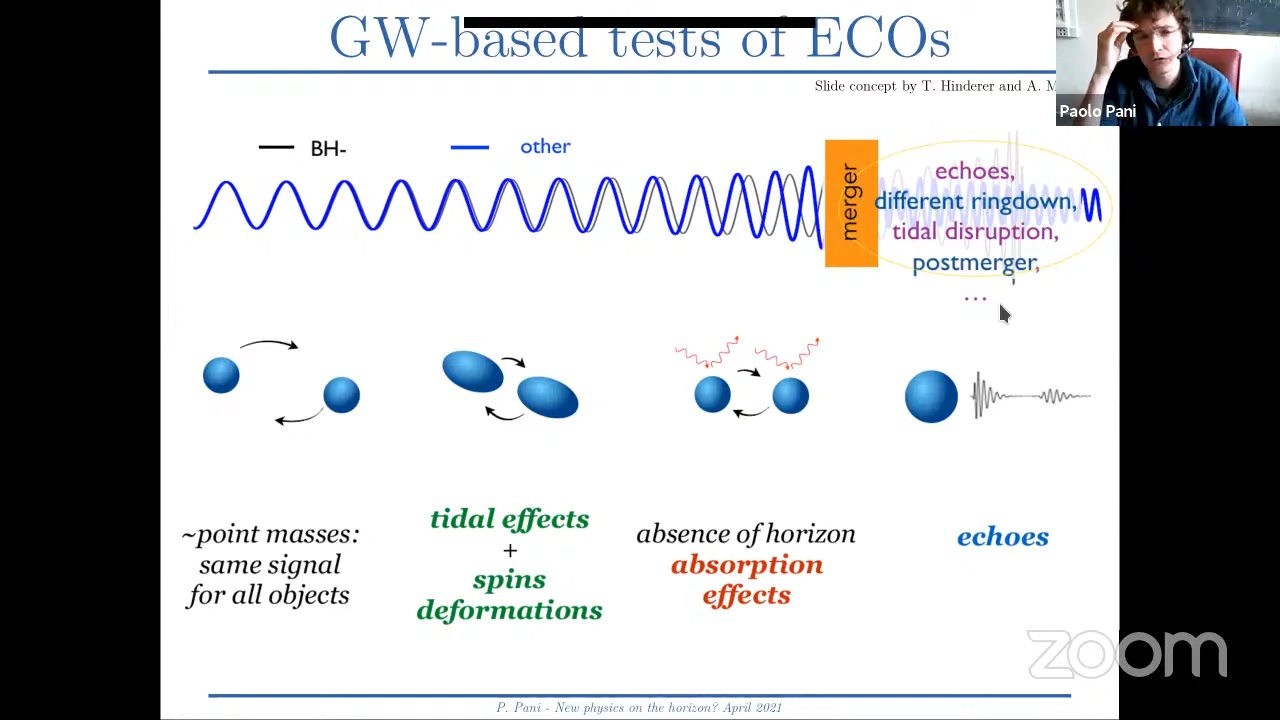 GW-based tests of ECOs
Slide concept by T. Hinderer and A. M
Paolo Pani
BH-
other
merger
echoes,
different ringdown,
tidal disruption,
postmerger,
...
~point masses:
same signal
for all objects
tidal effects
+
spins
deformations
absence of horizon
absorption
effects
echoes
zoom
P. Pani - New physics on the horizon? April 2021